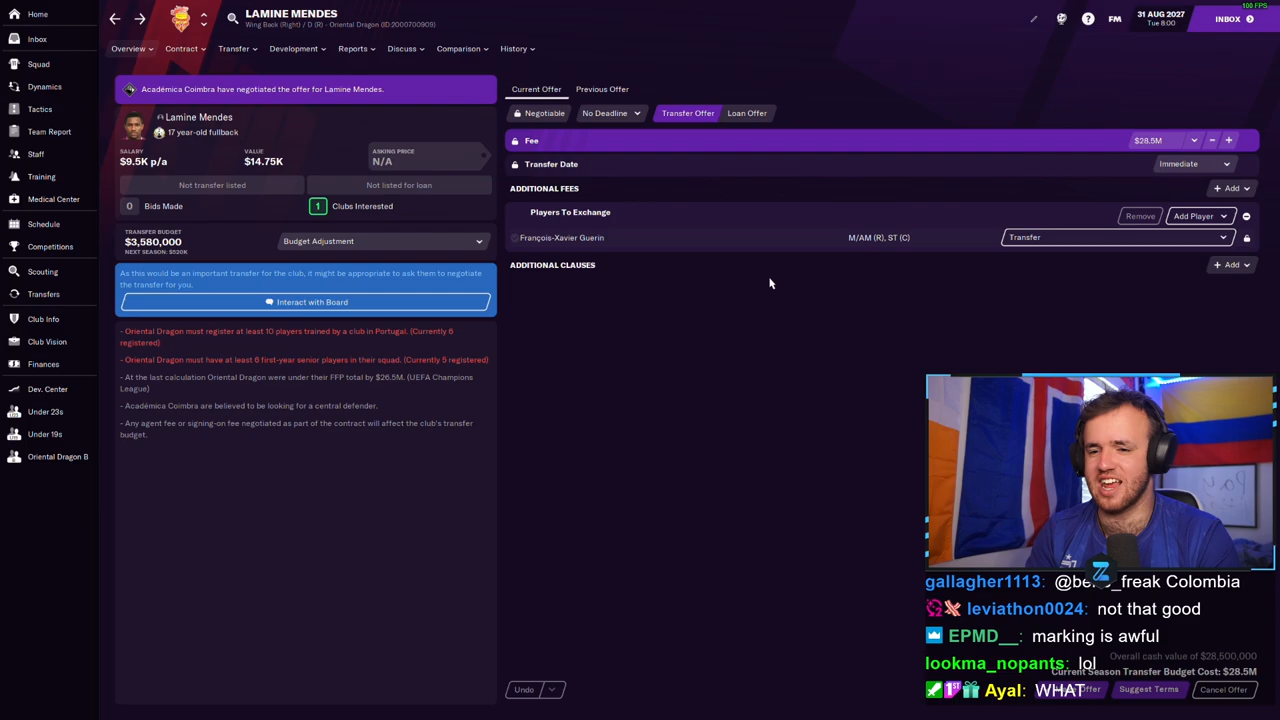 Home
Inbox
Squad
Dynamics
Tactics
Team Report
Staff
Training
Medical Center
Schedule
Competitions
Scouting
Transfers
Club Info
Club Vision
Finances
Dev. Center
Under 23s
Under 19s
Oriental Dragon B
LAMINE MENDES
Wing Back (Right) / D (R) - Oriental Dragon (ID:2000700909)
100 FPS
FM
31 AUG 2027
Tue 8:00
INBOX
Overview
Contract
Transfer
Development
Reports
Discuss
Comparison
History
Académica Coimbra have negotiated the offer for Lamine Mendes.
Lamine Mendes
17 year-old fullback
SALARY
$9.5K p/a
VALUE
$14.75K
ASKING PRICE
N/A
Not transfer listed
Not listed for loan
0 Bids Made
1 Clubs Interested
TRANSFER BUDGET
$3,580,000
NEXT SEASON: $520K
Budget Adjustment
As this would be an important transfer for the club, it might be appropriate to ask them to negotiate
the transfer for you.
Interact with Board
- Oriental Dragon must register at least 10 players trained by a club in Portugal. (Currently 6
registered)
- Oriental Dragon must have at least 6 first-year senior players in their squad. (Currently 5 registered)
- At the last calculation Oriental Dragon were under their FFP total by $26.5M. (UEFA Champions
League)
- Académica Coimbra are believed to be looking for a central defender.
- Any agent fee or signing-on fee negotiated as part of the contract will affect the club's transfer
budget.
Current Offer
Previous Offer
Negotiable
No Deadline
Transfer Offer
Loan Offer
Fee
$28.5M
Transfer Date
Immediate
ADDITIONAL FEES
+ Add
Players To Exchange
Remove
Add Player
François-Xavier Guerin
M/AM (R), ST (C)
Transfer
ADDITIONAL CLAUSES
+ Add
gallagher1113: Colombia
leviathon0024: not that good
EPMD__: marking is awful
lookma_nopants: lol
Overall cash value of $28,500,000
Current Season Transfer Budget Cost: $28.5M
Ayal: WHAT
Offer
Suggest Terms
Cancel Offer
Undo